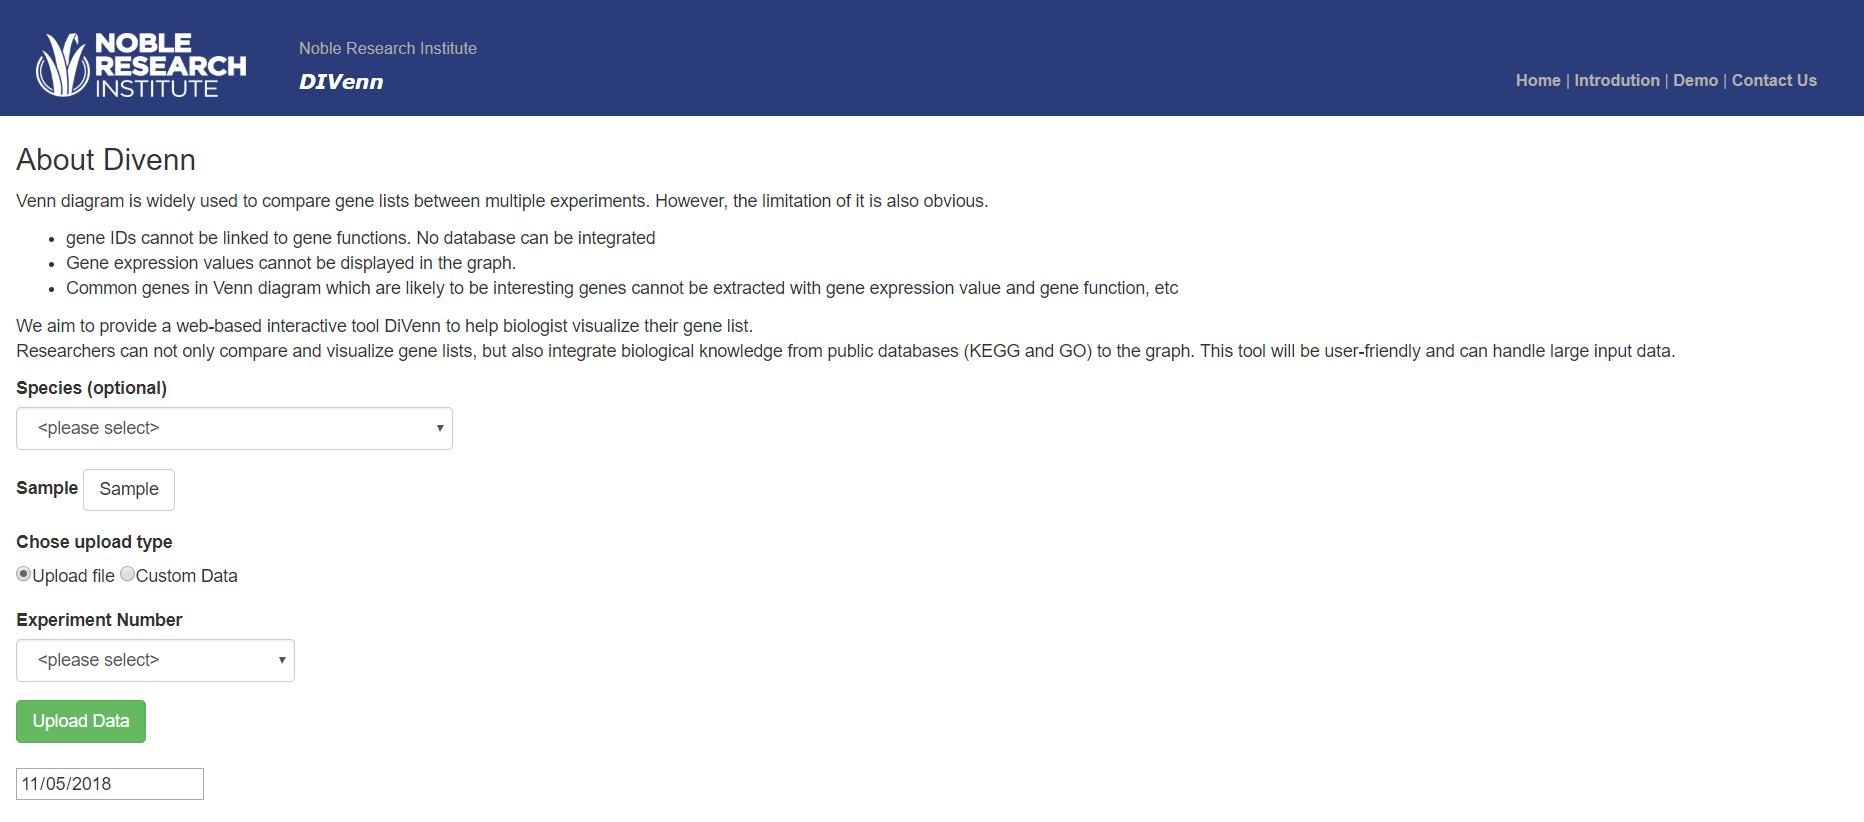 NOBLE
RESEARCH
INSTITUTE
Noble Research Institute
DIVenn
Home | Introdution | Demo | Contact Us
About Divenn
Venn diagram is widely used to compare gene lists between multiple experiments. However, the limitation of it is also obvious.
• gene IDs cannot be linked to gene functions. No database can be integrated
• Gene expression values cannot be displayed in the graph.
• Common genes in Venn diagram which are likely to be interesting genes cannot be extracted with gene expression value and gene function, etc
We aim to provide a web-based interactive tool DiVenn to help biologist visualize their gene list.
Researchers can not only compare and visualize gene lists, but also integrate biological knowledge from public databases (KEGG and GO) to the graph. This tool will be user-friendly and can handle large input data.
Species (optional)
<please select>
Sample Sample
Chose upload type
Upload file Custom Data
Experiment Number
<please select>
Upload Data
11/05/2018